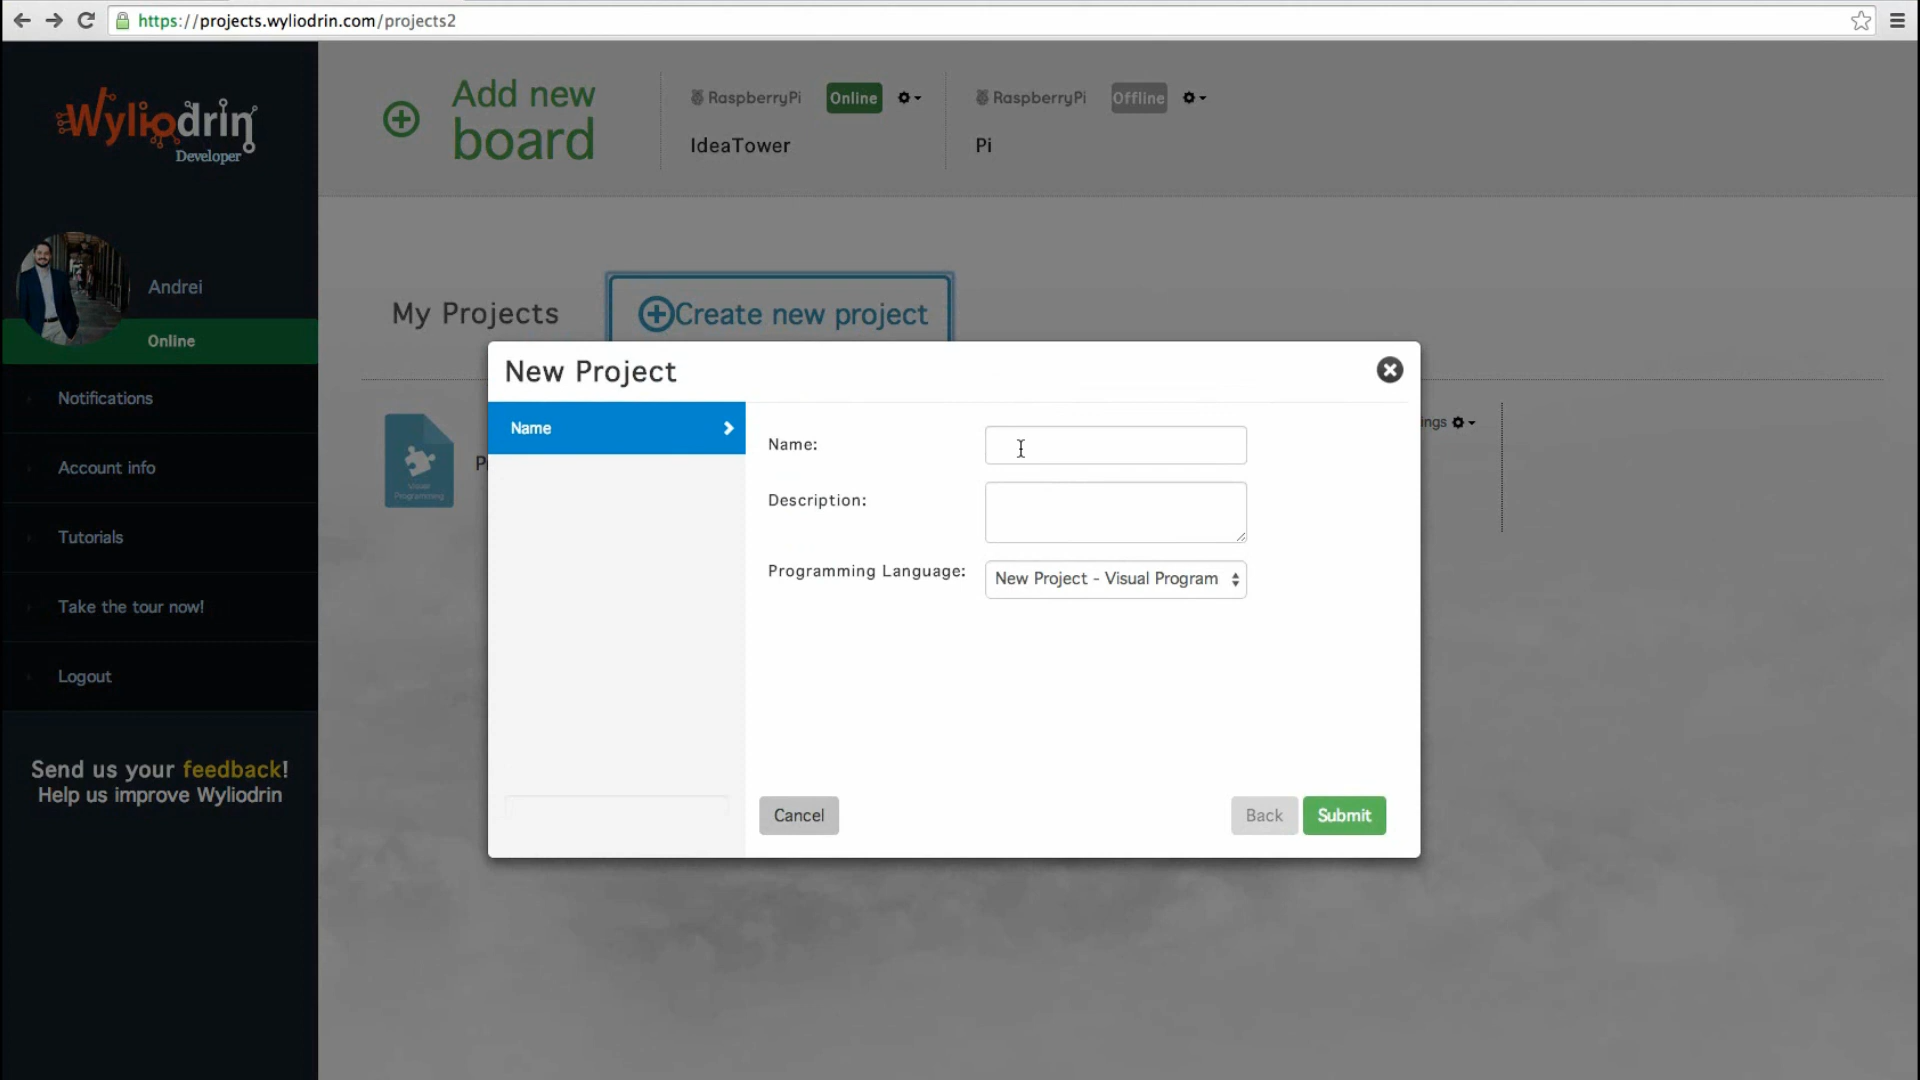 https://projects.wyliodrin.com/projects2
Wyliodrin
Developer
Add new
board
RaspberryPi Online
IdeaTower
RaspberryPi Offline
Pi
Andrei
Online
Notifications
Account info
Tutorials
Take the tour now!
Logout
Send us your feedback!
Help us improve Wyliodrin
My Projects
Create new project
Visual
Programming
New Project
Name
Name:
Description:
Programming Language:
New Project - Visual Program
Cancel
Back
Submit